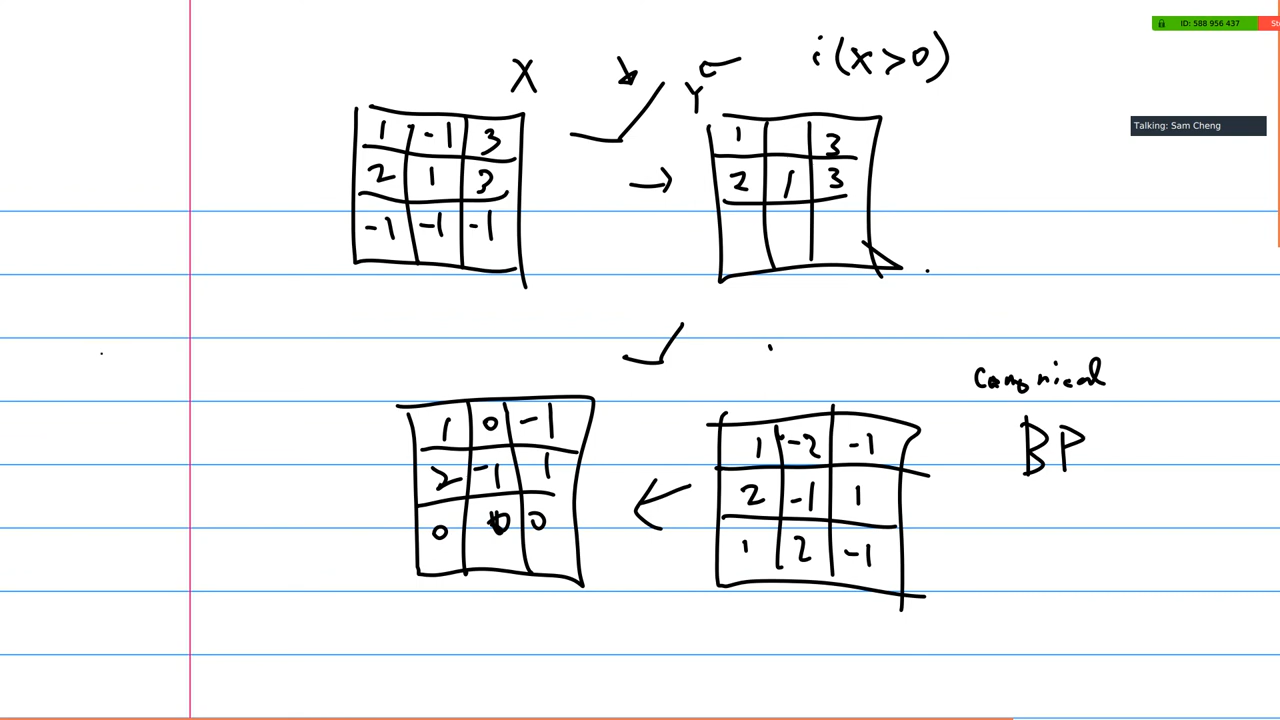 ID: 588 956 437
St
X
Y
i(x>0)
Talking: Sam Cheng
1 -1 3
2 1 3
-1 -1 -1
1 3
2 1 3
Canonical
BP
1 0 -1
2 -1 1
0 0 0
1 -2 -1
2 -1 1
1 2 -1